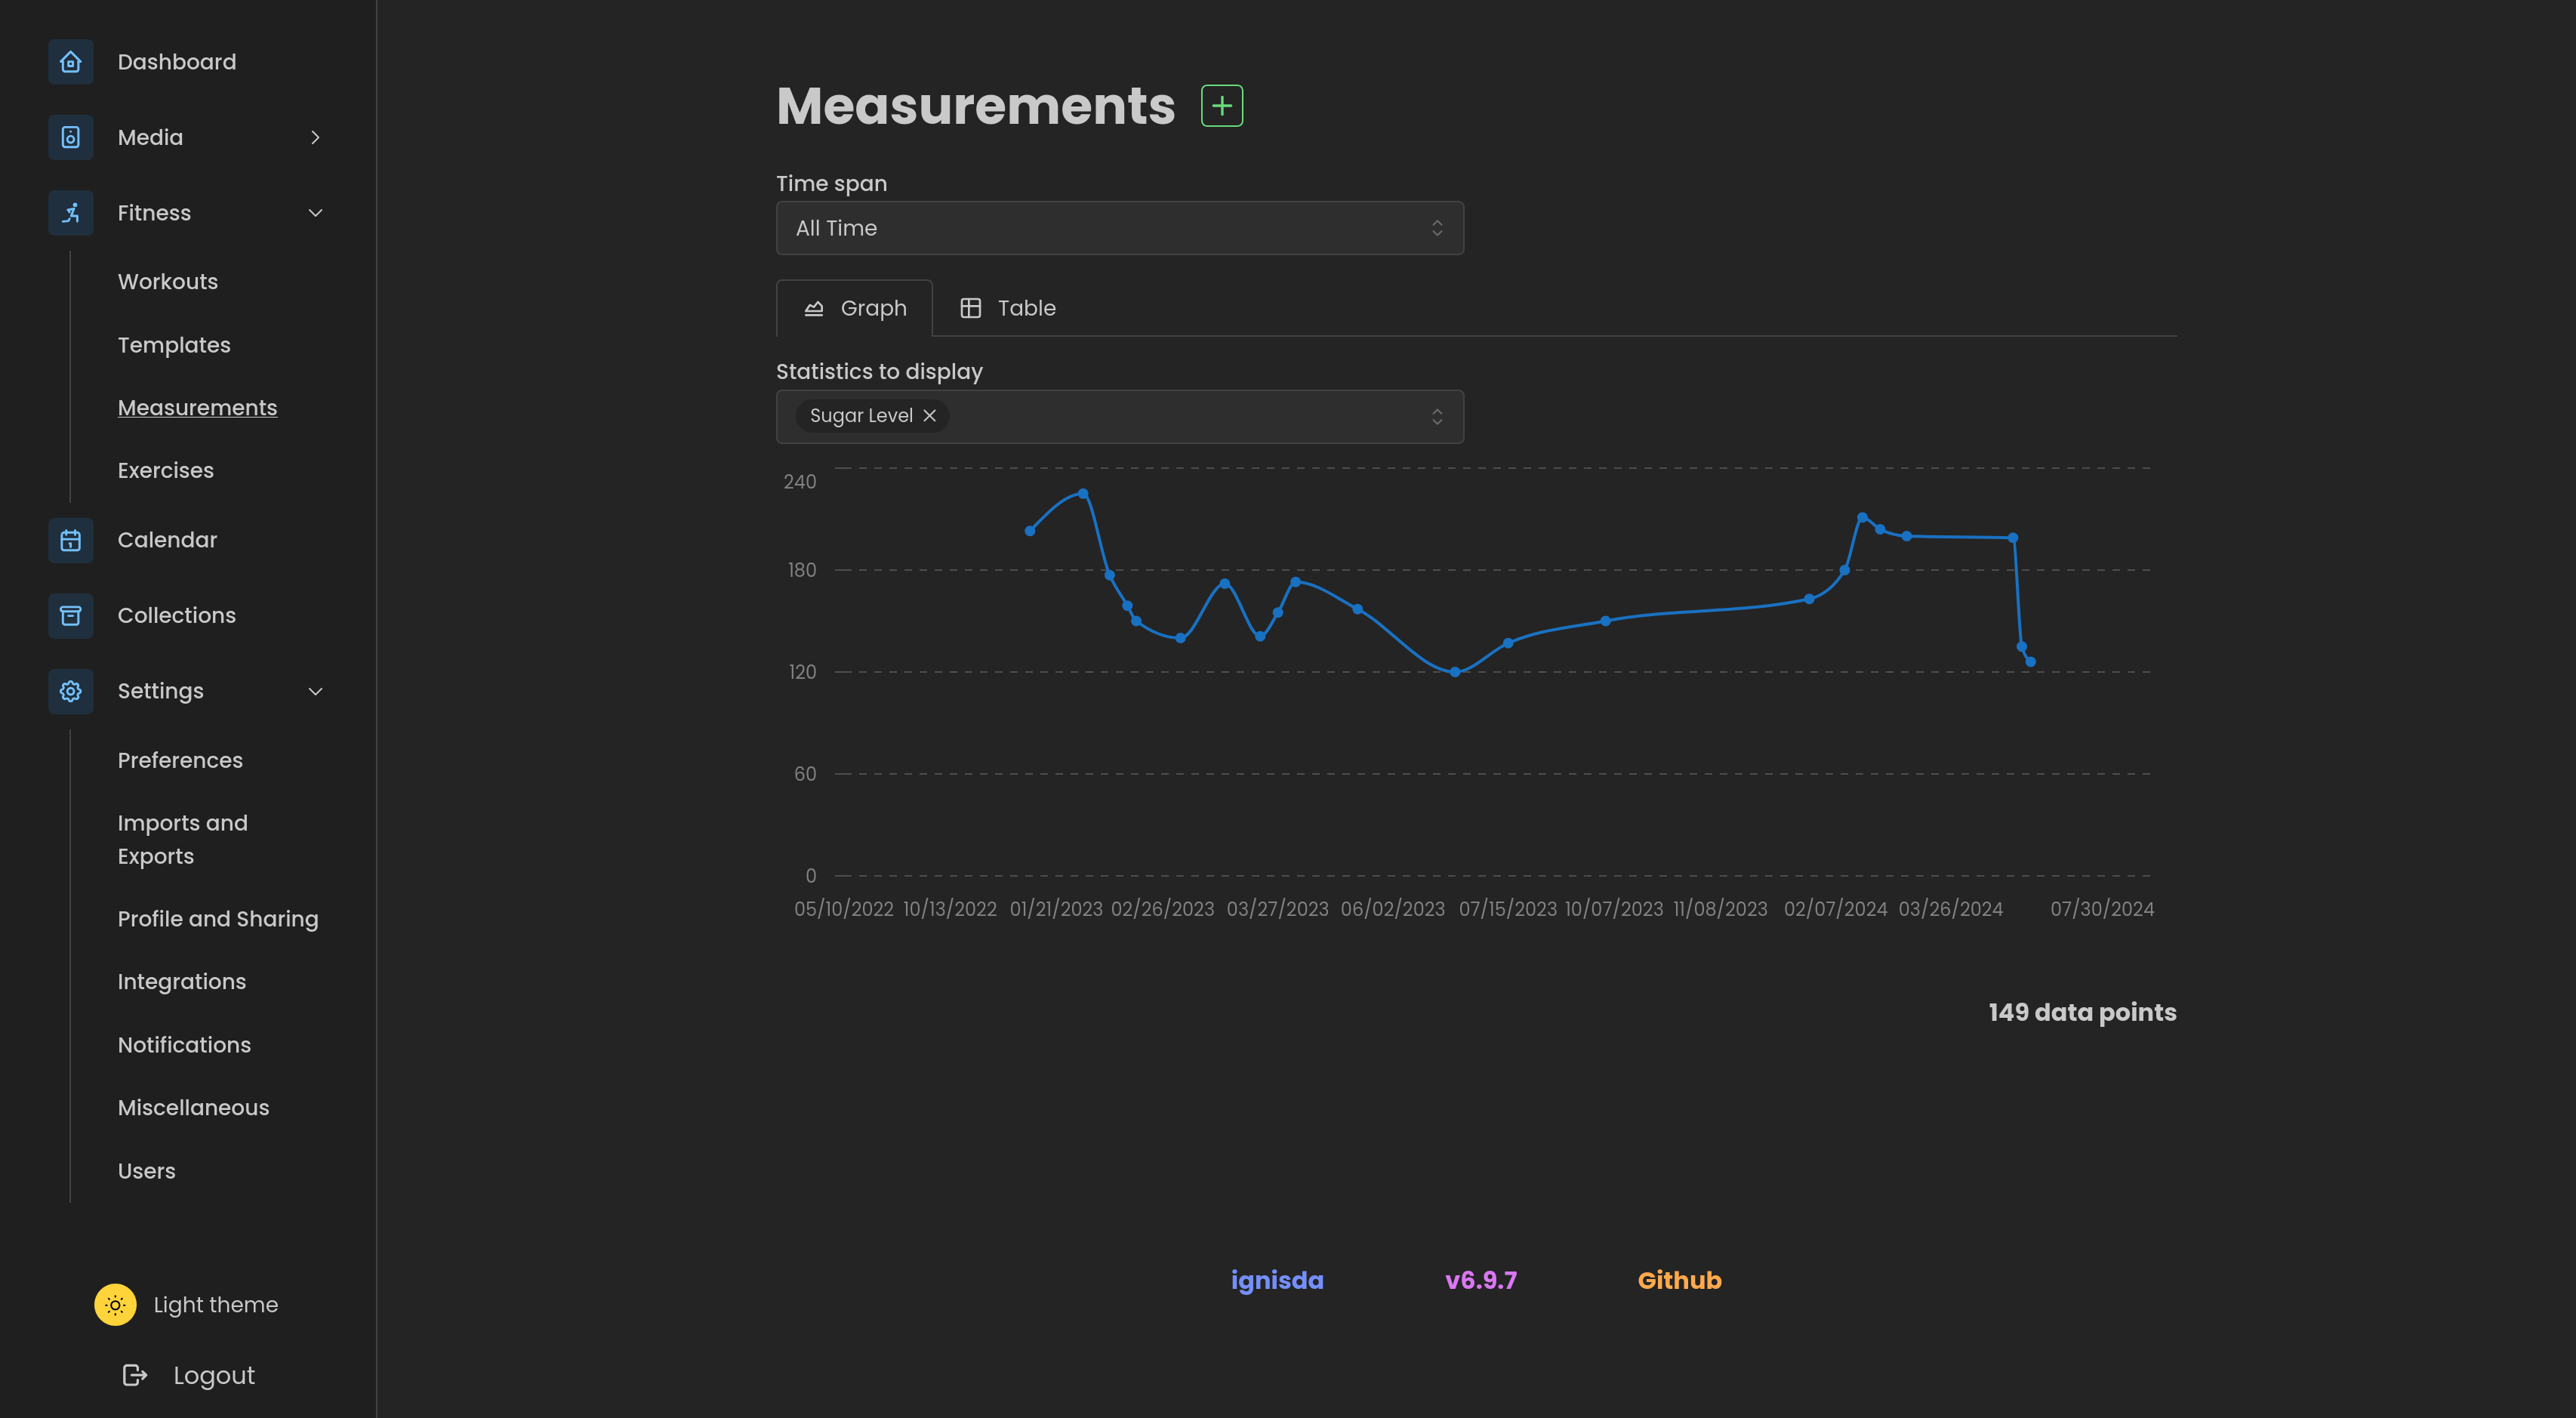 Dashboard
Media
Fitness
Workouts
Templates
Measurements
Exercises
Calendar
Collections
Settings
Preferences
Imports and
Exports
Profile and Sharing
Integrations
Notifications
Miscellaneous
Users
Light theme
Logout
Measurements
Time span
All Time
Graph Table
Statistics to display
Sugar Level
240
180
120
60
0
05/10/2022 10/13/2022 01/21/2023 02/26/2023 03/27/2023 06/02/2023 07/15/2023 10/07/2023 11/08/2023 02/07/2024 03/26/2024 07/30/2024
149 data points
ignisda v6.9.7 Github